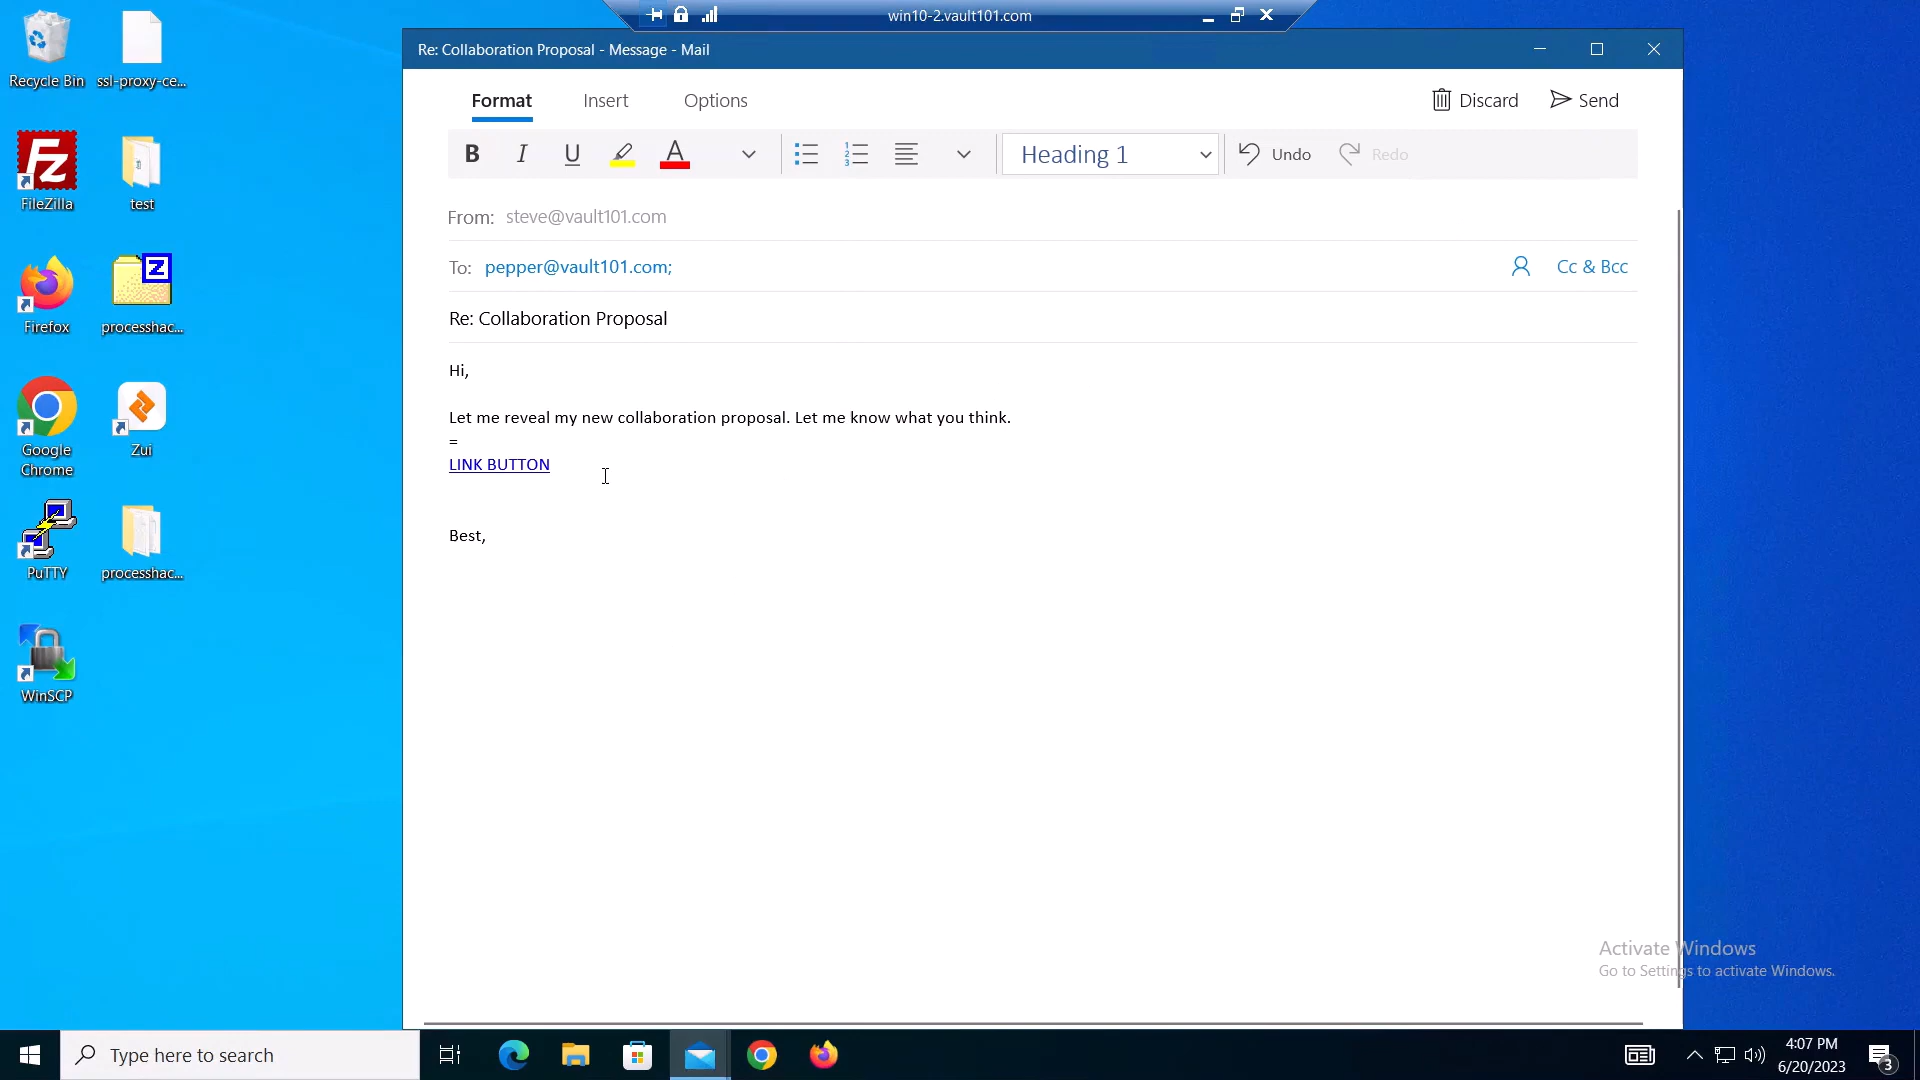 win10-2.vault101.com
Recycle Bin
ssl-proxy-ce...
FileZilla
test
Firefox
processhac...
Google
Chrome
Zui
PuTTY
processhac...
WinSCP
Re: Collaboration Proposal - Message - Mail
Format Insert Options
Discard Send
B I U A
1
2
3
Heading 1
Undo Redo
From: steve@vault101.com
To: pepper@vault101.com;
Cc & Bcc
Re: Collaboration Proposal
Hi,
Let me reveal my new collaboration proposal. Let me know what you think.
=
LINK BUTTON
Best,
Activate Windows
Go to Settings to activate Windows.
Type here to search
4:07 PM
6/20/2023
3